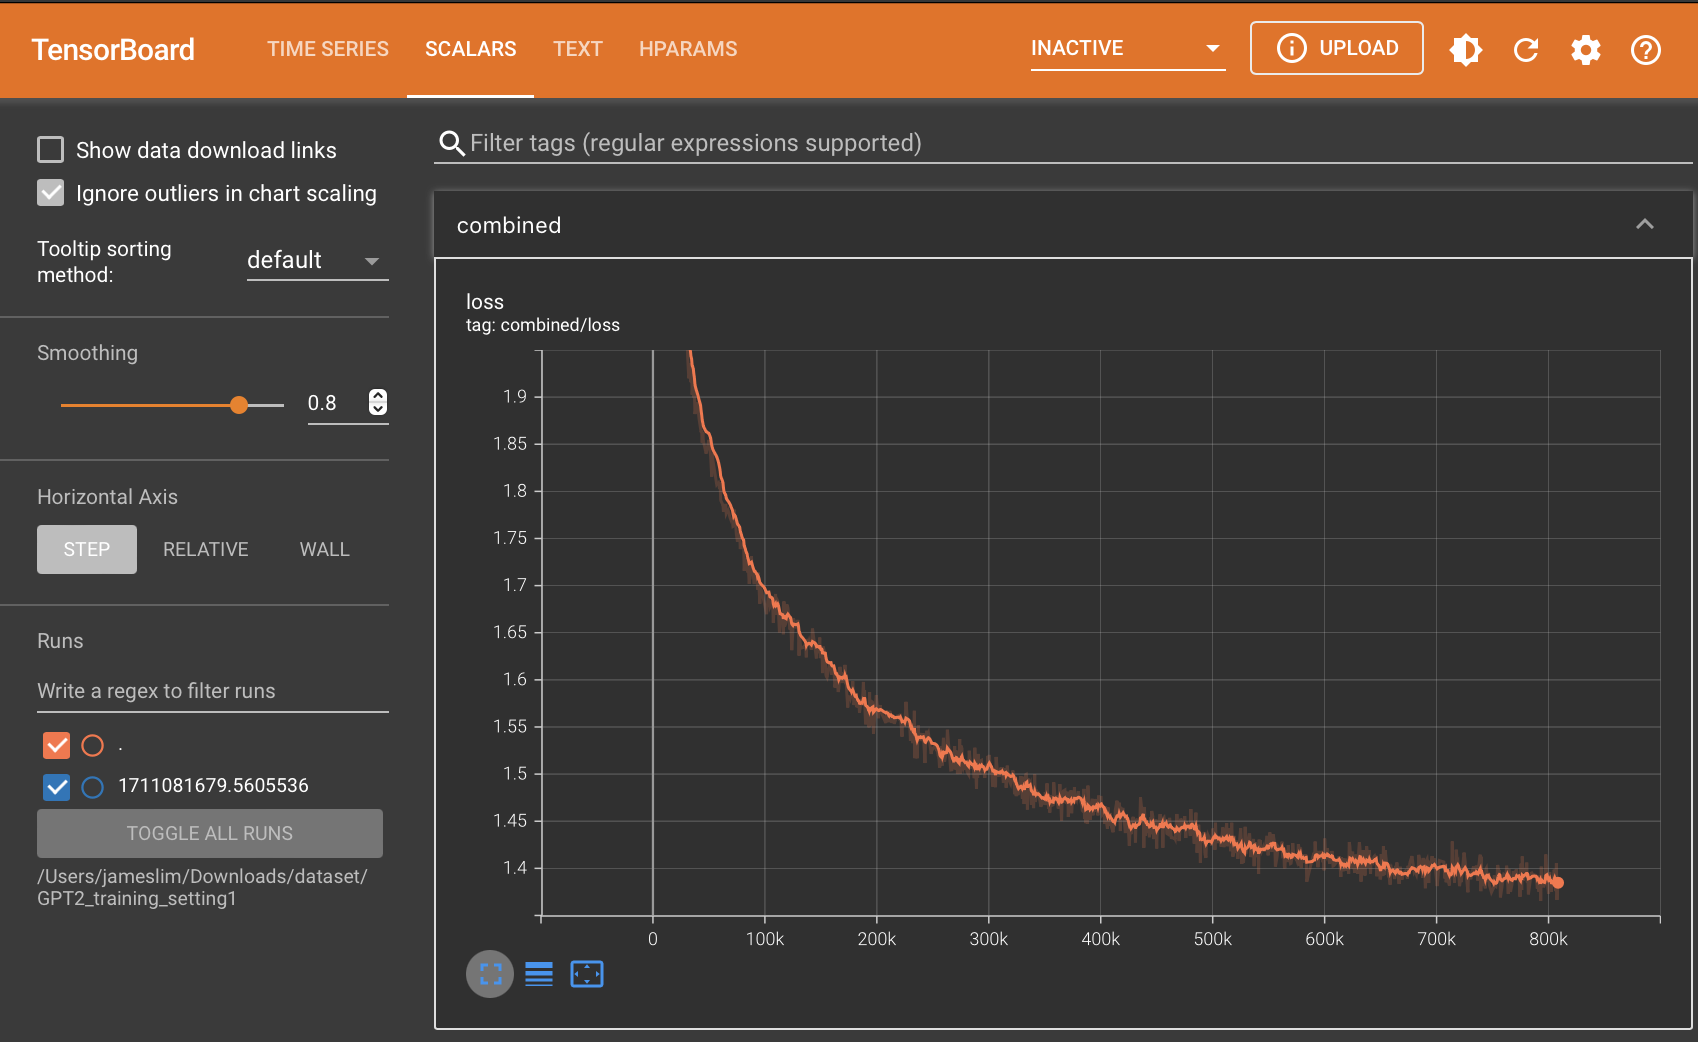 TensorBoard
TIME SERIES
SCALARS
TEXT
HPARAMS
INACTIVE
UPLOAD
Show data download links
Ignore outliers in chart scaling
Tooltip sorting
method:
default
Smoothing
0.8
Horizontal Axis
STEP
RELATIVE
WALL
Runs
Write a regex to filter runs
.
1711081679.5605536
TOGGLE ALL RUNS
/Users/jameslim/Downloads/dataset/
GPT2_training_setting1
Filter tags (regular expressions supported)
combined
loss
tag: combined/loss
1.9
1.85
1.8
1.75
1.7
1.65
1.6
1.55
1.5
1.45
1.4
0
100k
200k
300k
400k
500k
600k
700k
800k